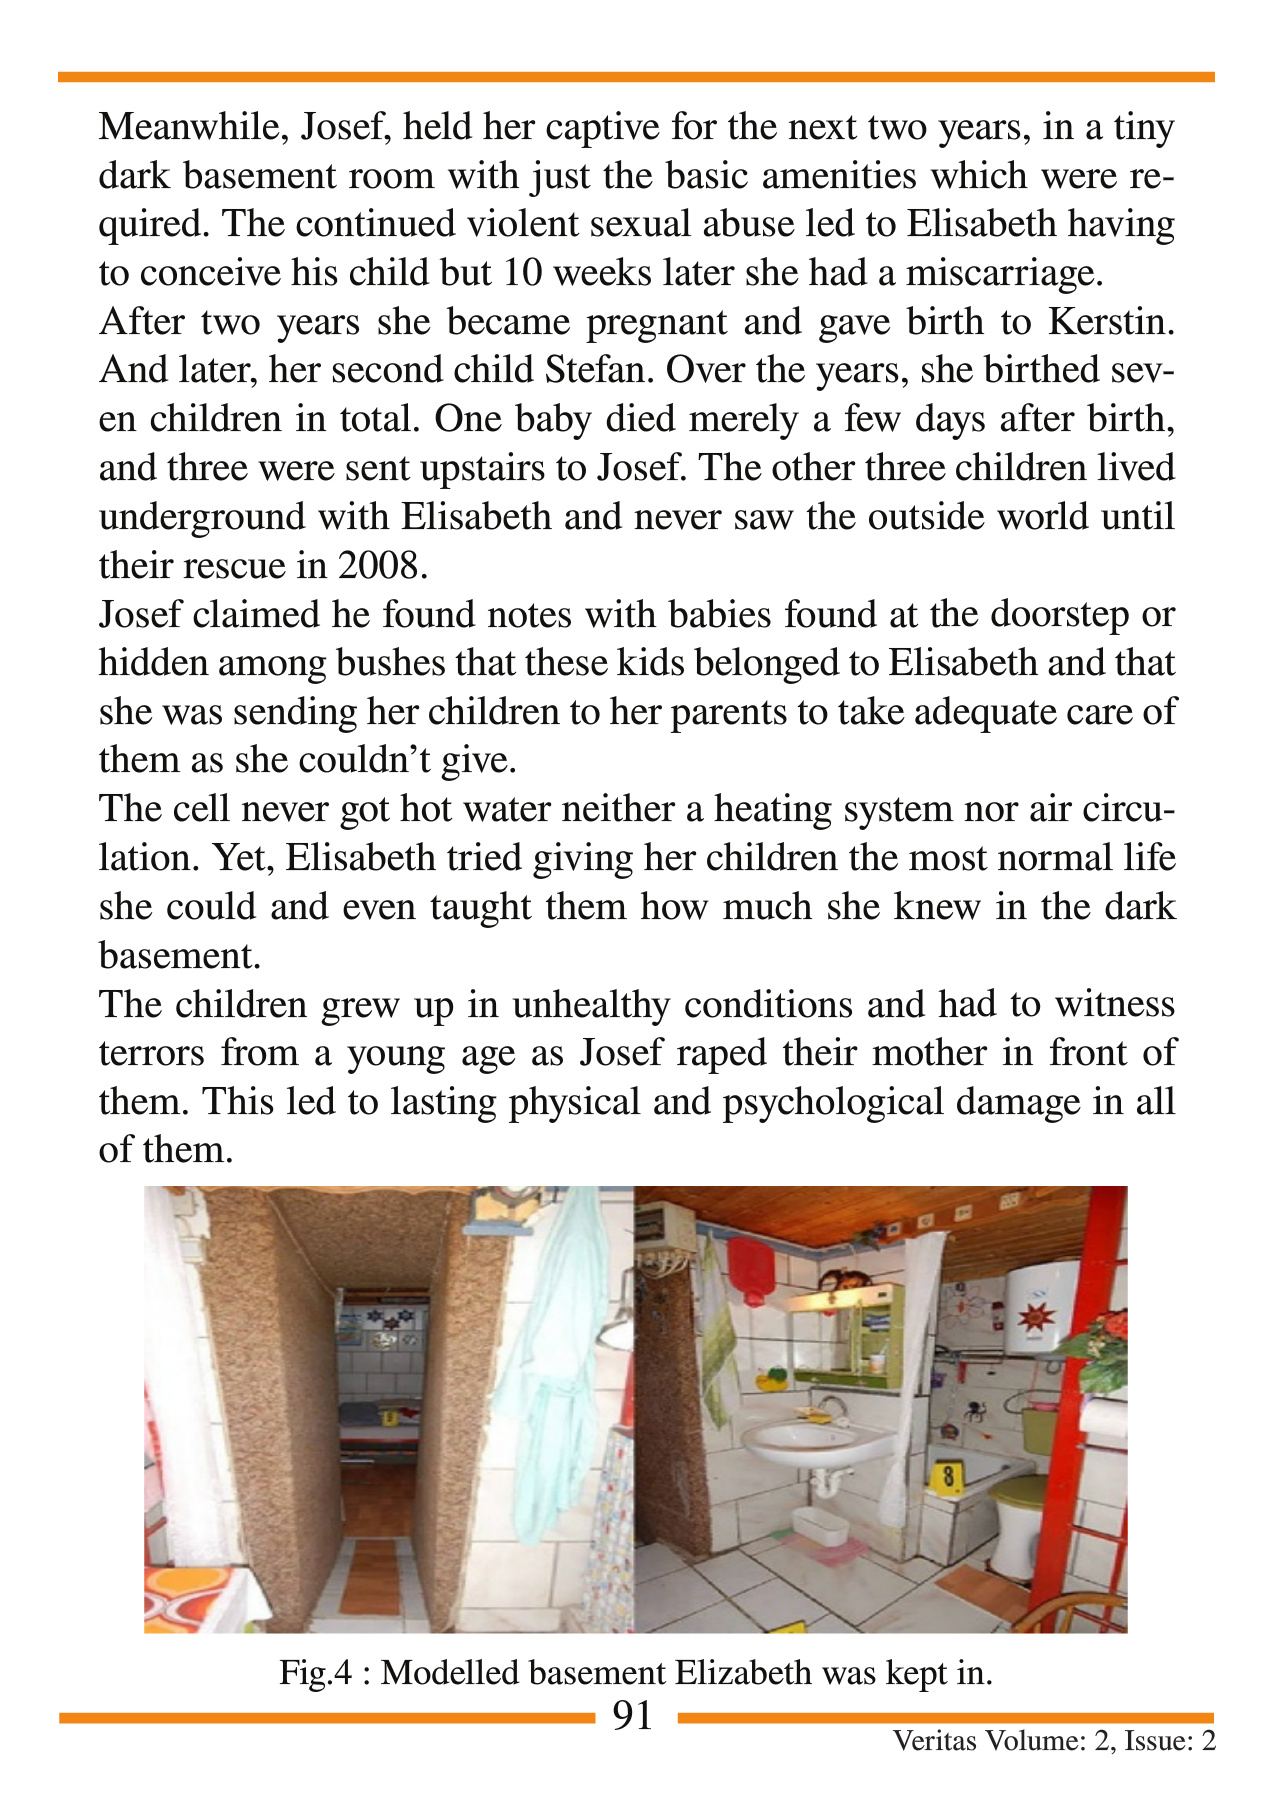 Meanwhile, Josef, held her captive for the next two years, in a tiny
dark basement room with just the basic amenities which were re-
quired. The continued violent sexual abuse led to Elisabeth having
to conceive his child but 10 weeks later she had a miscarriage.
After two years she became pregnant and gave birth to Kerstin.
And later, her second child Stefan. Over the years, she birthed sev-
en children in total. One baby died merely a few days after birth,
and three were sent upstairs to Josef. The other three children lived
underground with Elisabeth and never saw the outside world until
their rescue in 2008.
Josef claimed he found notes with babies found at the doorstep or
hidden among bushes that these kids belonged to Elisabeth and that
she was sending her children to her parents to take adequate care of
them as she couldn’t give.
The cell never got hot water neither a heating system nor air circu-
lation. Yet, Elisabeth tried giving her children the most normal life
she could and even taught them how much she knew in the dark
basement.
The children grew up in unhealthy conditions and had to witness
terrors from a young age as Josef raped their mother in front of
them. This led to lasting physical and psychological damage in all
of them.
8
Fig.4 : Modelled basement Elizabeth was kept in.
91
Veritas Volume: 2, Issue: 2